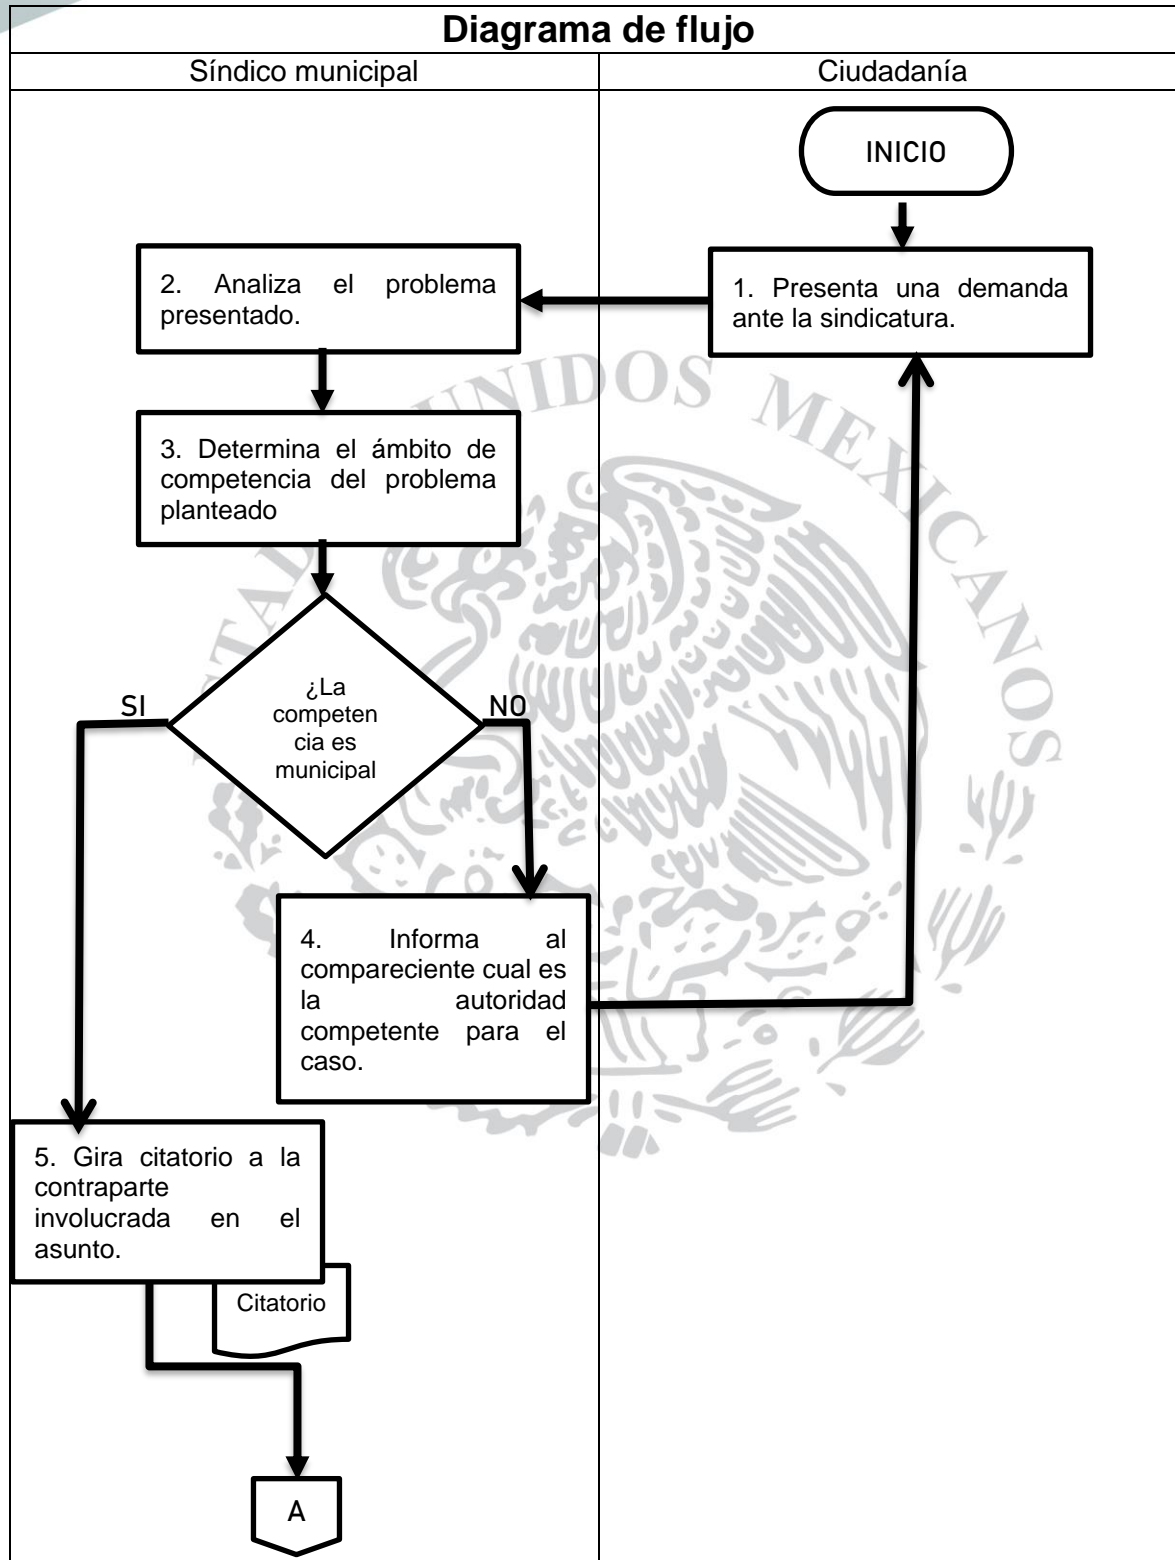 Diagrama de flujo
Síndico municipal
Ciudadanía
INICIO
1. Presenta una demanda
ante la sindicatura.
2. Analiza el problema
presentado.
3. Determina el ámbito de
competencia del problema
planteado
¿La
competen
cia es
municipal
SI
NO
4. Informa al
compareciente cual es
la autoridad
competente para el
caso.
5. Gira citatorio a la
contraparte
involucrada en el
asunto.
Citatorio
A
UNIDOS MEXICANOS